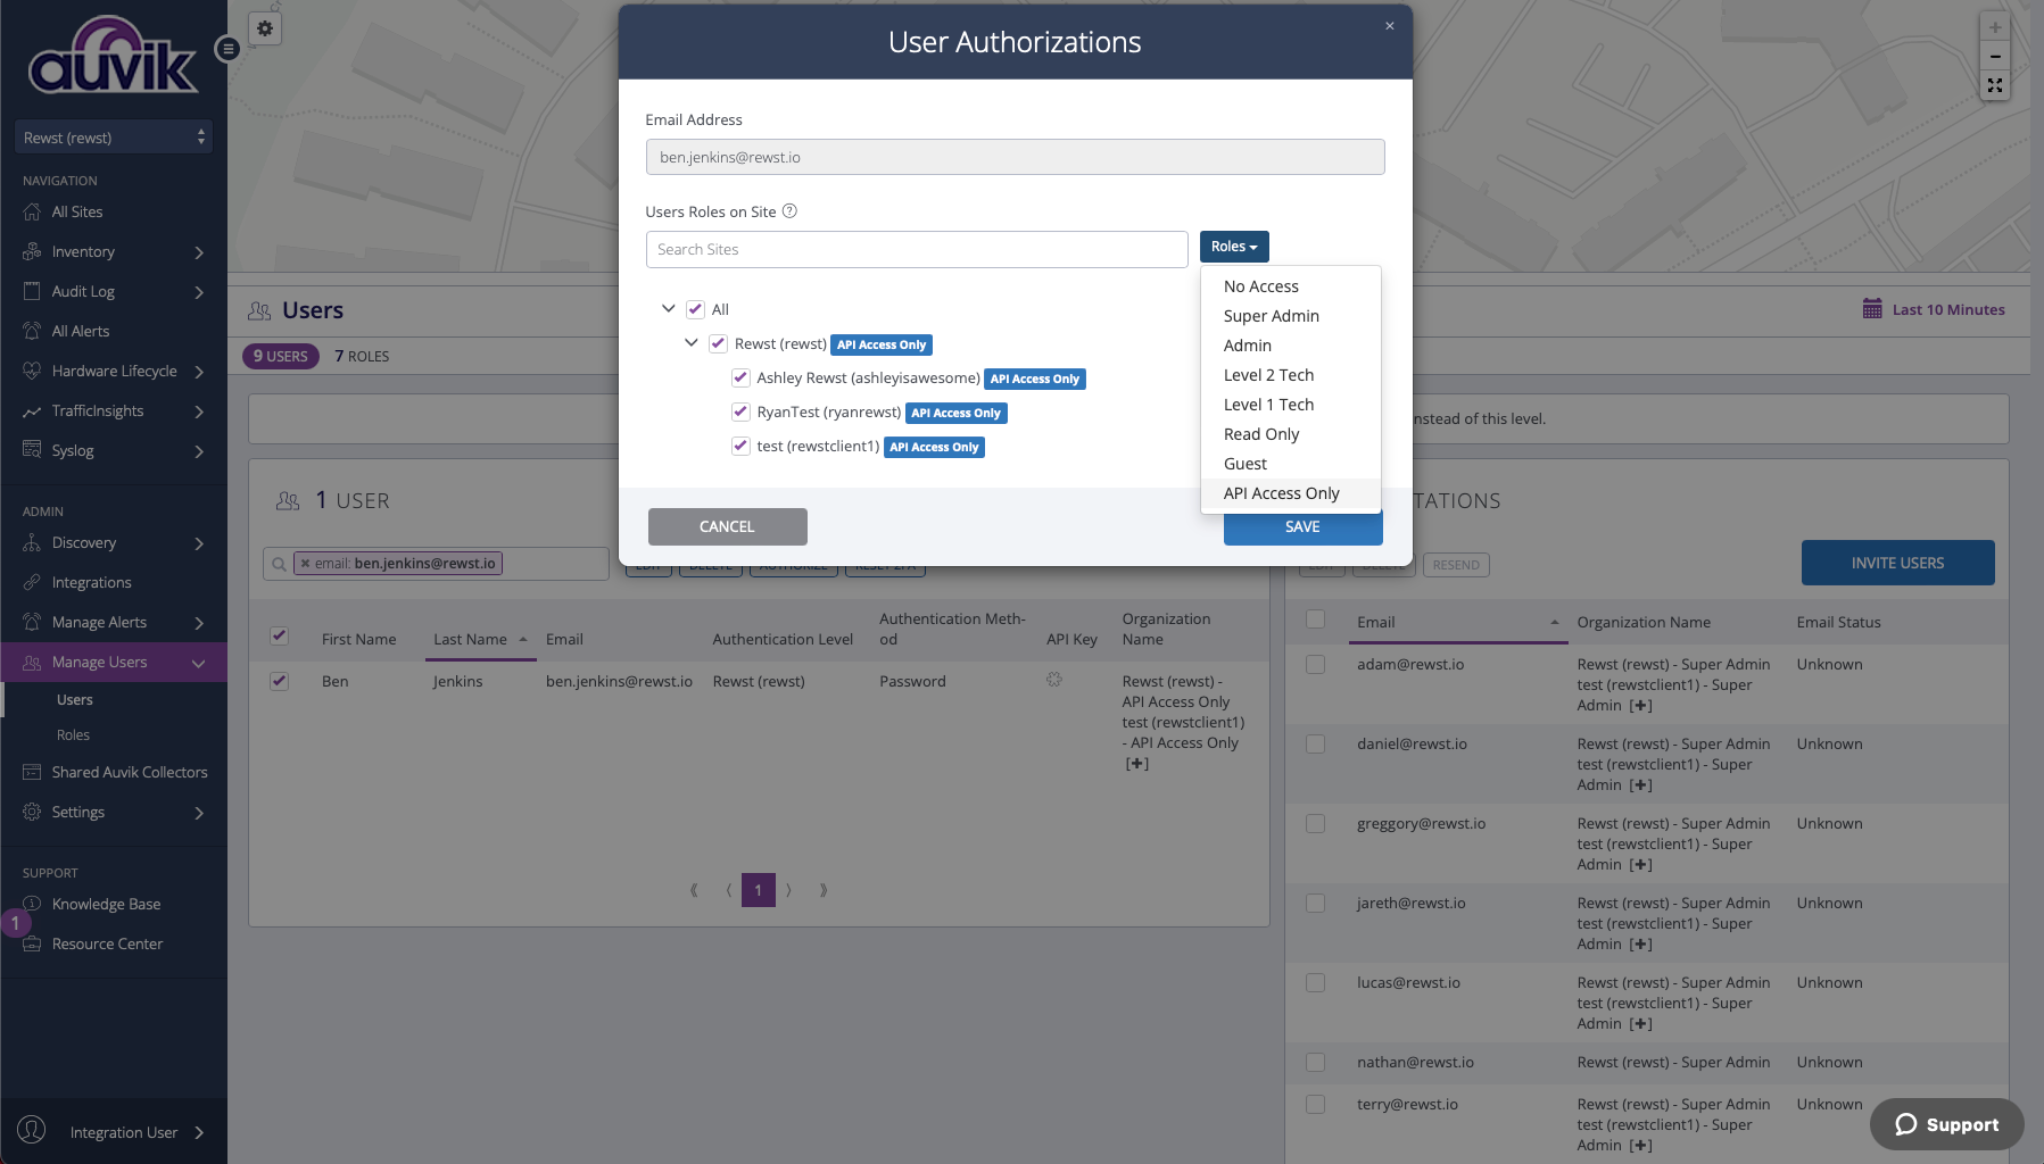 auvik
Rewst (rewst)
NAVIGATION
All Sites
Inventory
Audit Log
All Alerts
Hardware Lifecycle
TrafficInsights
Syslog
ADMIN
Discovery
Integrations
Manage Alerts
Manage Users
Users
Roles
Shared Auvik Collectors
Settings
SUPPORT
Knowledge Base
1
Resource Center
Integration User
User Authorizations
×
Email Address
ben.jenkins@rewst.io
Users Roles on Site ?
Search Sites
Roles
No Access
Super Admin
Admin
Level 2 Tech
Level 1 Tech
Read Only
Guest
API Access Only
All
Rewst (rewst) API Access Only
Ashley Rewst (ashleyisawesome) API Access Only
RyanTest (ryanrewst) API Access Only
test (rewstclient1) API Access Only
CANCEL
SAVE
Users
Last 10 Minutes
9 USERS 7 ROLES
nstead of this level.
1 USER
× email: ben.jenkins@rewst.io
EDIT DELETE AUTHORIZE RESET 2FA
First Name Last Name Email Authentication Level Authentication Meth-
od API Key Organization
Name
Ben Jenkins ben.jenkins@rewst.io Rewst (rewst) Password Rewst (rewst) -
API Access Only
test (rewstclient1)
- API Access Only
[+]
1
TATIONS
EDIT DELETE RESEND
INVITE USERS
Email Organization Name Email Status
adam@rewst.io Rewst (rewst) - Super Admin Unknown
test (rewstclient1) - Super
Admin [+]
daniel@rewst.io Rewst (rewst) - Super Admin Unknown
test (rewstclient1) - Super
Admin [+]
greggory@rewst.io Rewst (rewst) - Super Admin Unknown
test (rewstclient1) - Super
Admin [+]
jareth@rewst.io Rewst (rewst) - Super Admin Unknown
test (rewstclient1) - Super
Admin [+]
lucas@rewst.io Rewst (rewst) - Super Admin Unknown
test (rewstclient1) - Super
Admin [+]
nathan@rewst.io Rewst (rewst) - Super Admin Unknown
terry@rewst.io Rewst (rewst) - Super Admin Unknown
test (rewstclient1) - Super
Admin [+]
Support